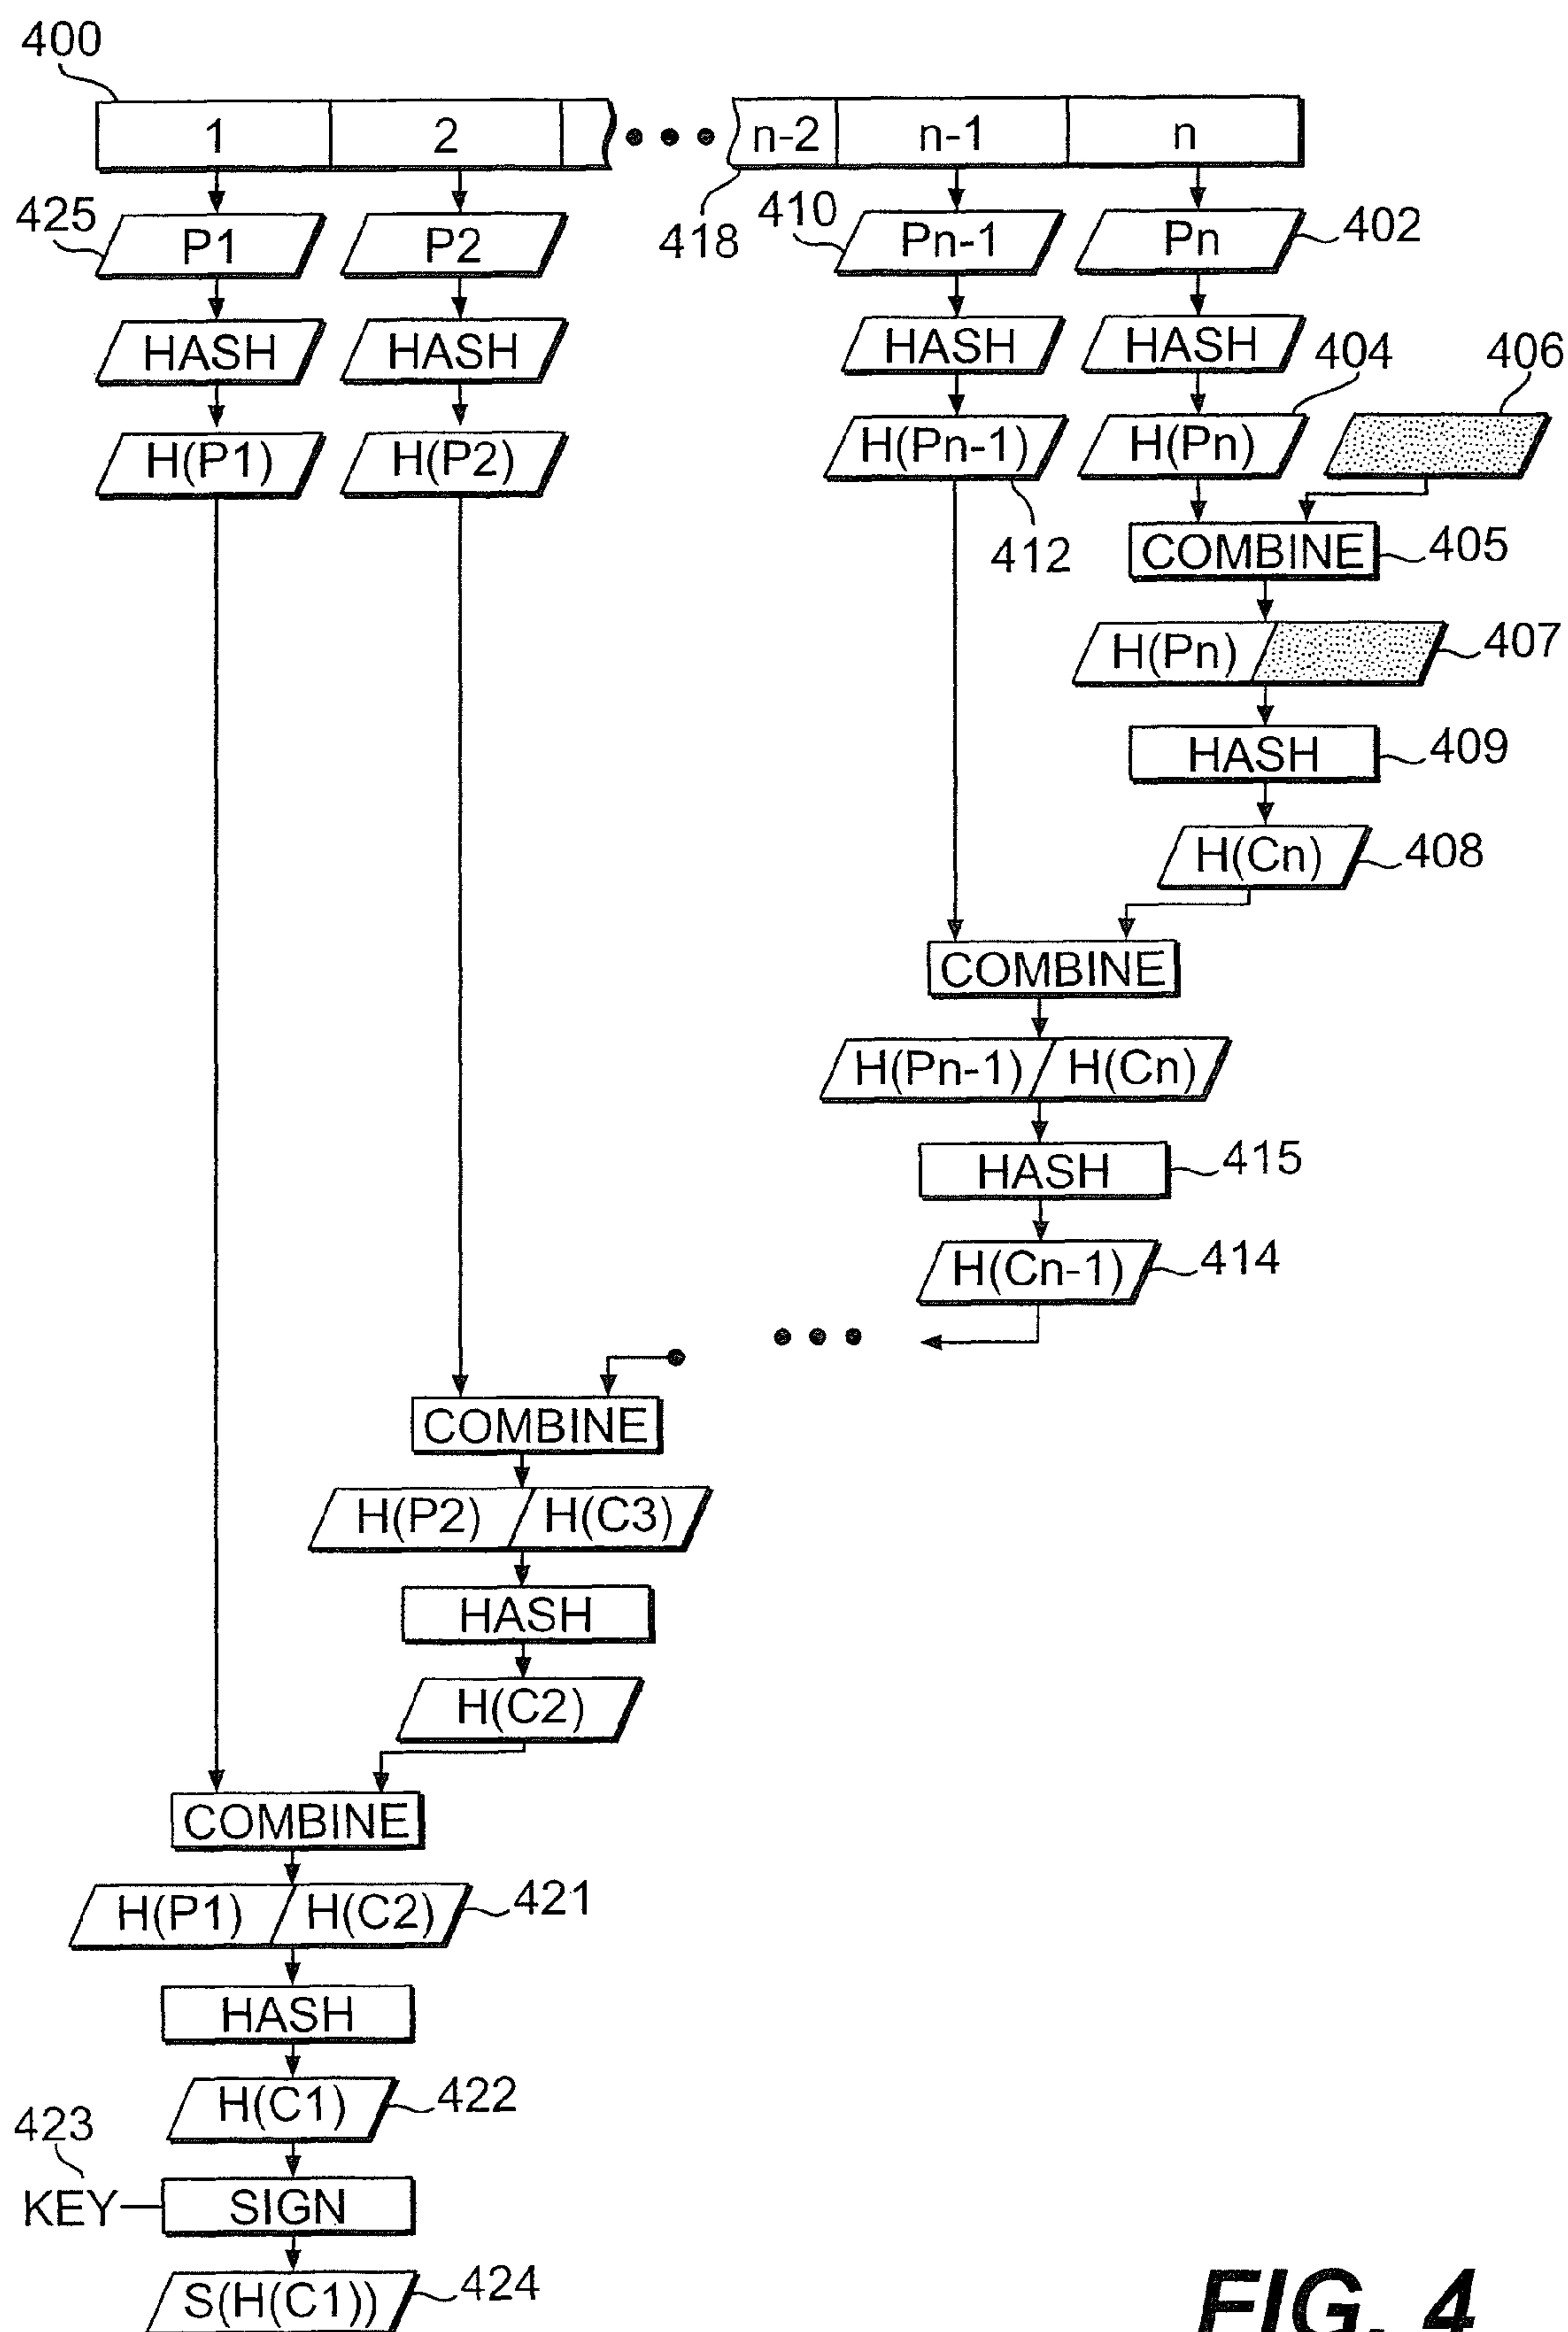 400
1 2 n-2 n-1 n
425 P1 P2 418 410 Pn-1 Pn 402
HASH HASH HASH HASH 404 406
H(P1) H(P2) H(Pn-1) H(Pn)
412 COMBINE 405
H(Pn) 407
HASH 409
H(Cn) 408
COMBINE
H(Pn-1) H(Cn)
HASH 415
H(Cn-1) 414
COMBINE
H(P2) H(C3)
HASH
H(C2)
COMBINE
H(P1) H(C2) 421
HASH
H(C1) 422
423
KEY SIGN
S(H(C1)) 424
FIG. 4